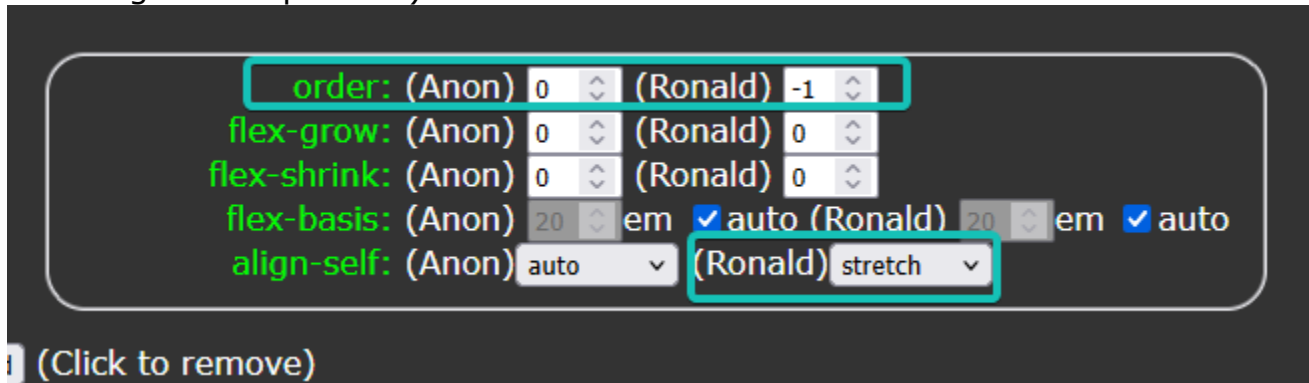 order: (Anon) 0 (Ronald) -1
flex-grow: (Anon) 0 (Ronald) 0
flex-shrink: (Anon) 0 (Ronald) 0
flex-basis: (Anon) 20 em auto (Ronald) 20 em auto
align-self: (Anon) auto (Ronald) stretch
(Click to remove)